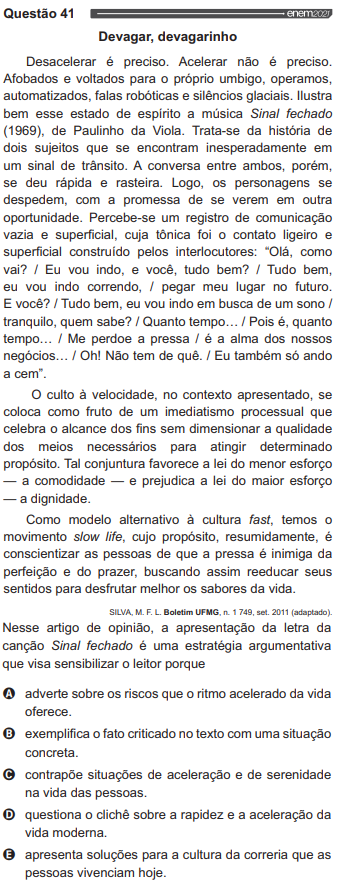 Questão 41
enem2021
Devagar, devagarinho
Desacelerar é preciso. Acelerar não é preciso.
Afobados e voltados para o próprio umbigo, operamos,
automatizados, falas robóticas e silêncios glaciais. Ilustra
bem esse estado de espírito a música Sinal fechado
(1969), de Paulinho da Viola. Trata-se da história de
dois sujeitos que se encontram inesperadamente em
um sinal de trânsito. A conversa entre ambos, porém,
se deu rápida e rasteira. Logo, os personagens se
despedem, com a promessa de se verem em outra
oportunidade. Percebe-se um registro de comunicação
vazia e superficial, cuja tônica foi o contato ligeiro e
superficial construído pelos interlocutores: “Olá, como
vai? / Eu vou indo, e você, tudo bem? / Tudo bem,
eu vou indo correndo, / pegar meu lugar no futuro.
E você? / Tudo bem, eu vou indo em busca de um sono /
tranquilo, quem sabe? / Quanto tempo… / Pois é, quanto
tempo… / Me perdoe a pressa / é a alma dos nossos
negócios… / Oh! Não tem de quê. / Eu também só ando
a cem”.
O culto à velocidade, no contexto apresentado, se
coloca como fruto de um imediatismo processual que
celebra o alcance dos fins sem dimensionar a qualidade
dos meios necessários para atingir determinado
propósito. Tal conjuntura favorece a lei do menor esforço
— a comodidade — e prejudica a lei do maior esforço
— a dignidade.
Como modelo alternativo à cultura fast, temos o
movimento slow life, cujo propósito, resumidamente, é
conscientizar as pessoas de que a pressa é inimiga da
perfeição e do prazer, buscando assim reeducar seus
sentidos para desfrutar melhor os sabores da vida.
SILVA, M. F. L. Boletim UFMG, n. 1 749, set. 2011 (adaptado).
Nesse artigo de opinião, a apresentação da letra da
canção Sinal fechado é uma estratégia argumentativa
que visa sensibilizar o leitor porque
A adverte sobre os riscos que o ritmo acelerado da vida
oferece.
B exemplifica o fato criticado no texto com uma situação
concreta.
C contrapõe situações de aceleração e de serenidade
na vida das pessoas.
D questiona o clichê sobre a rapidez e a aceleração da
vida moderna.
E apresenta soluções para a cultura da correria que as
pessoas vivenciam hoje.